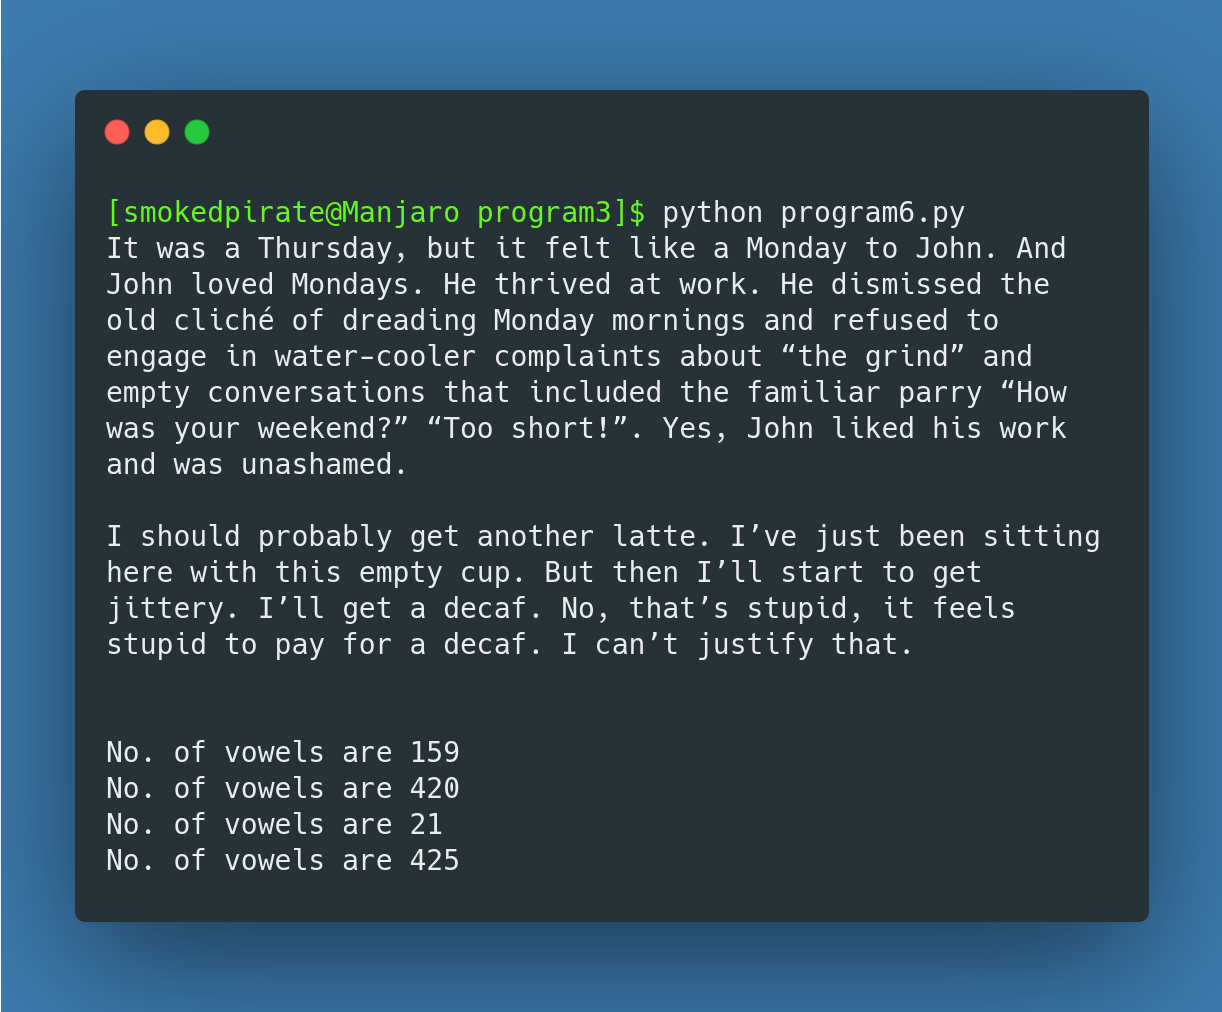 [smokedpirate@Manjaro program3]$ python program6.py
It was a Thursday, but it felt like a Monday to John. And
John loved Mondays. He thrived at work. He dismissed the
old cliché of dreading Monday mornings and refused to
engage in water-cooler complaints about “the grind” and
empty conversations that included the familiar parry “How
was your weekend?” “Too short!”. Yes, John liked his work
and was unashamed.

I should probably get another latte. I’ve just been sitting
here with this empty cup. But then I’ll start to get
jittery. I’ll get a decaf. No, that’s stupid, it feels
stupid to pay for a decaf. I can’t justify that.

No. of vowels are 159
No. of vowels are 420
No. of vowels are 21
No. of vowels are 425